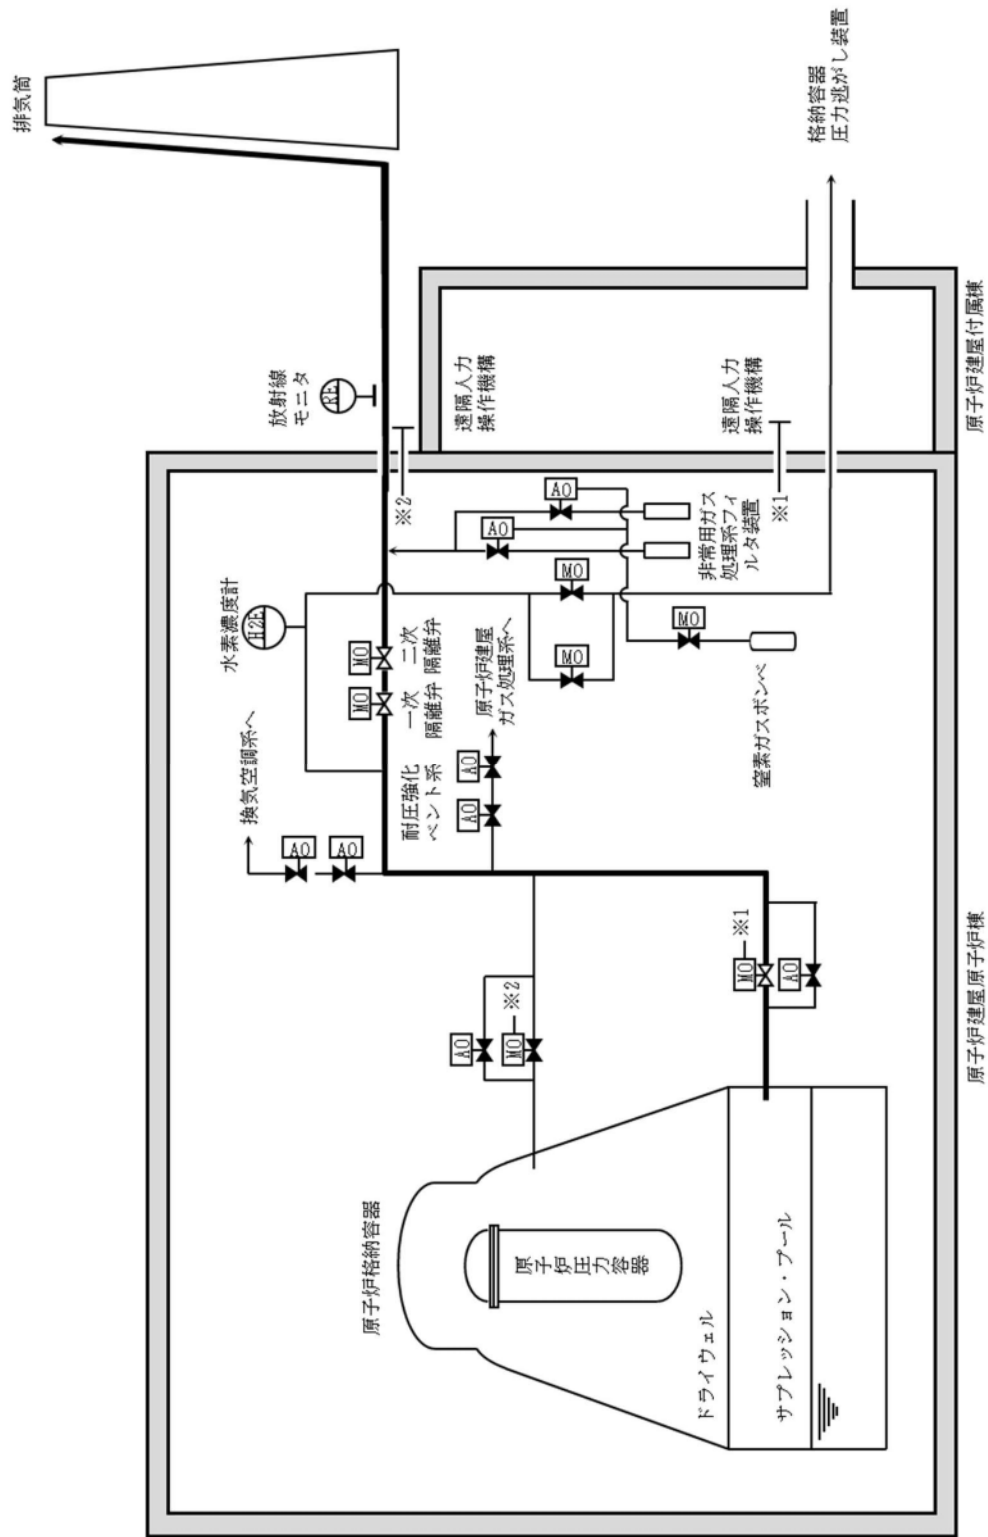 排気筒
格納容器
圧力逃がし装置
放射線
モニタ
RE
遠隔人力
操作機構
遠隔人力
操作機構
原子炉建屋付属棟
※2
※1
水素濃度計
H2E
AO
AO
非常用ガス
処理系フィ
ルタ装置
MO
MO
MO
MO
MO
二次
隔離弁
一次
隔離弁
原子炉建屋
ガス処理系へ
窒素ガスボンベ
換気空調系へ
AO
AO
耐圧強化
ベント系
AO
AO
※2
AO
MO
※1
MO
AO
原子炉建屋原子炉棟
原子炉格納容器
原子炉圧力容器
ドライウェル
サプレッション・プール